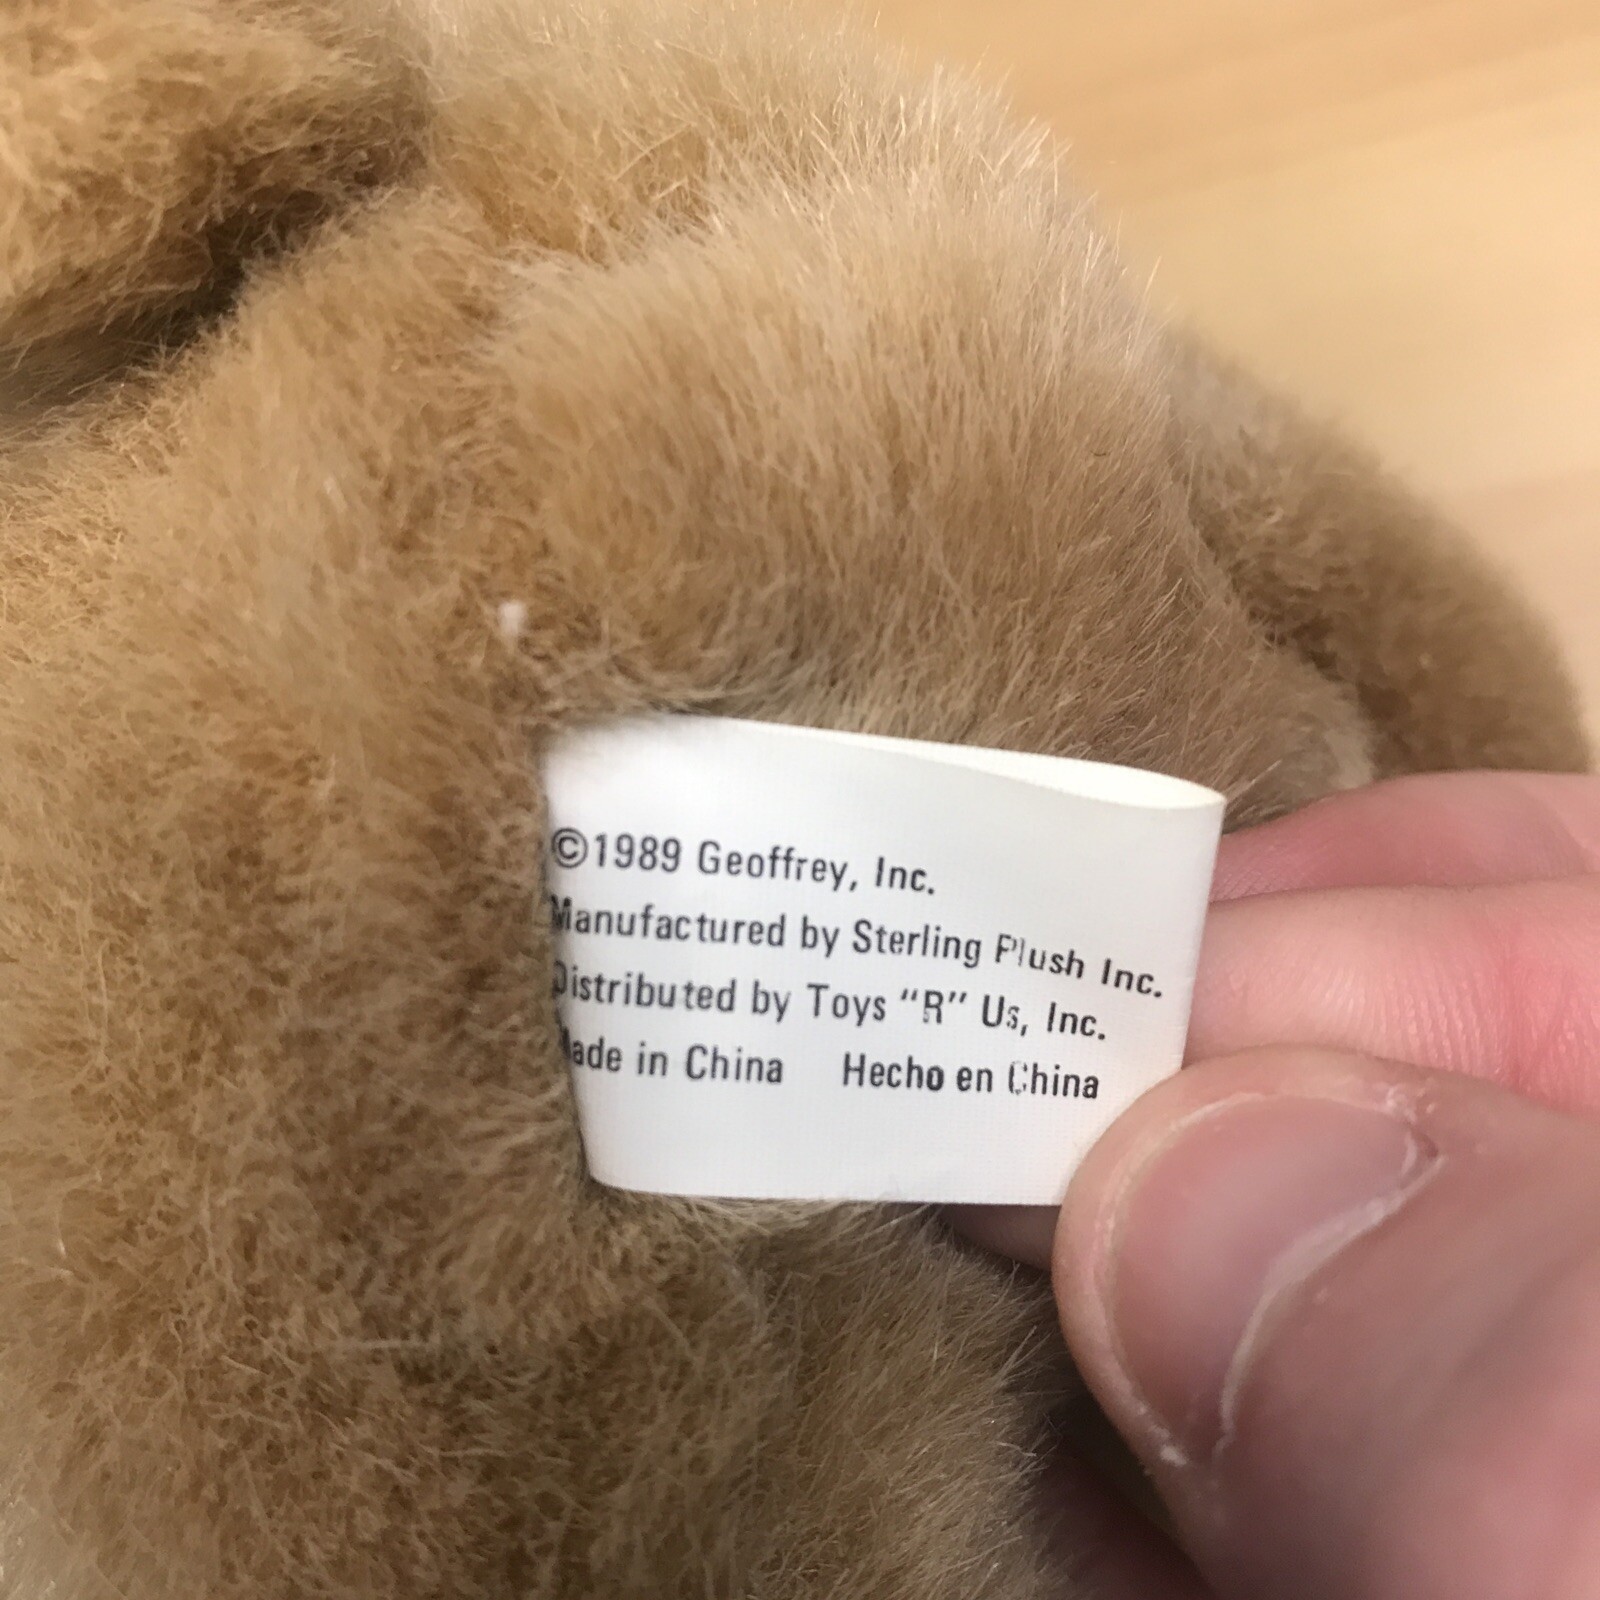 ©1989 Geoffrey, Inc.
Manufactured by Sterling Plush Inc.
Distributed by Toys "R" Us, Inc.
Made in China Hecho en China